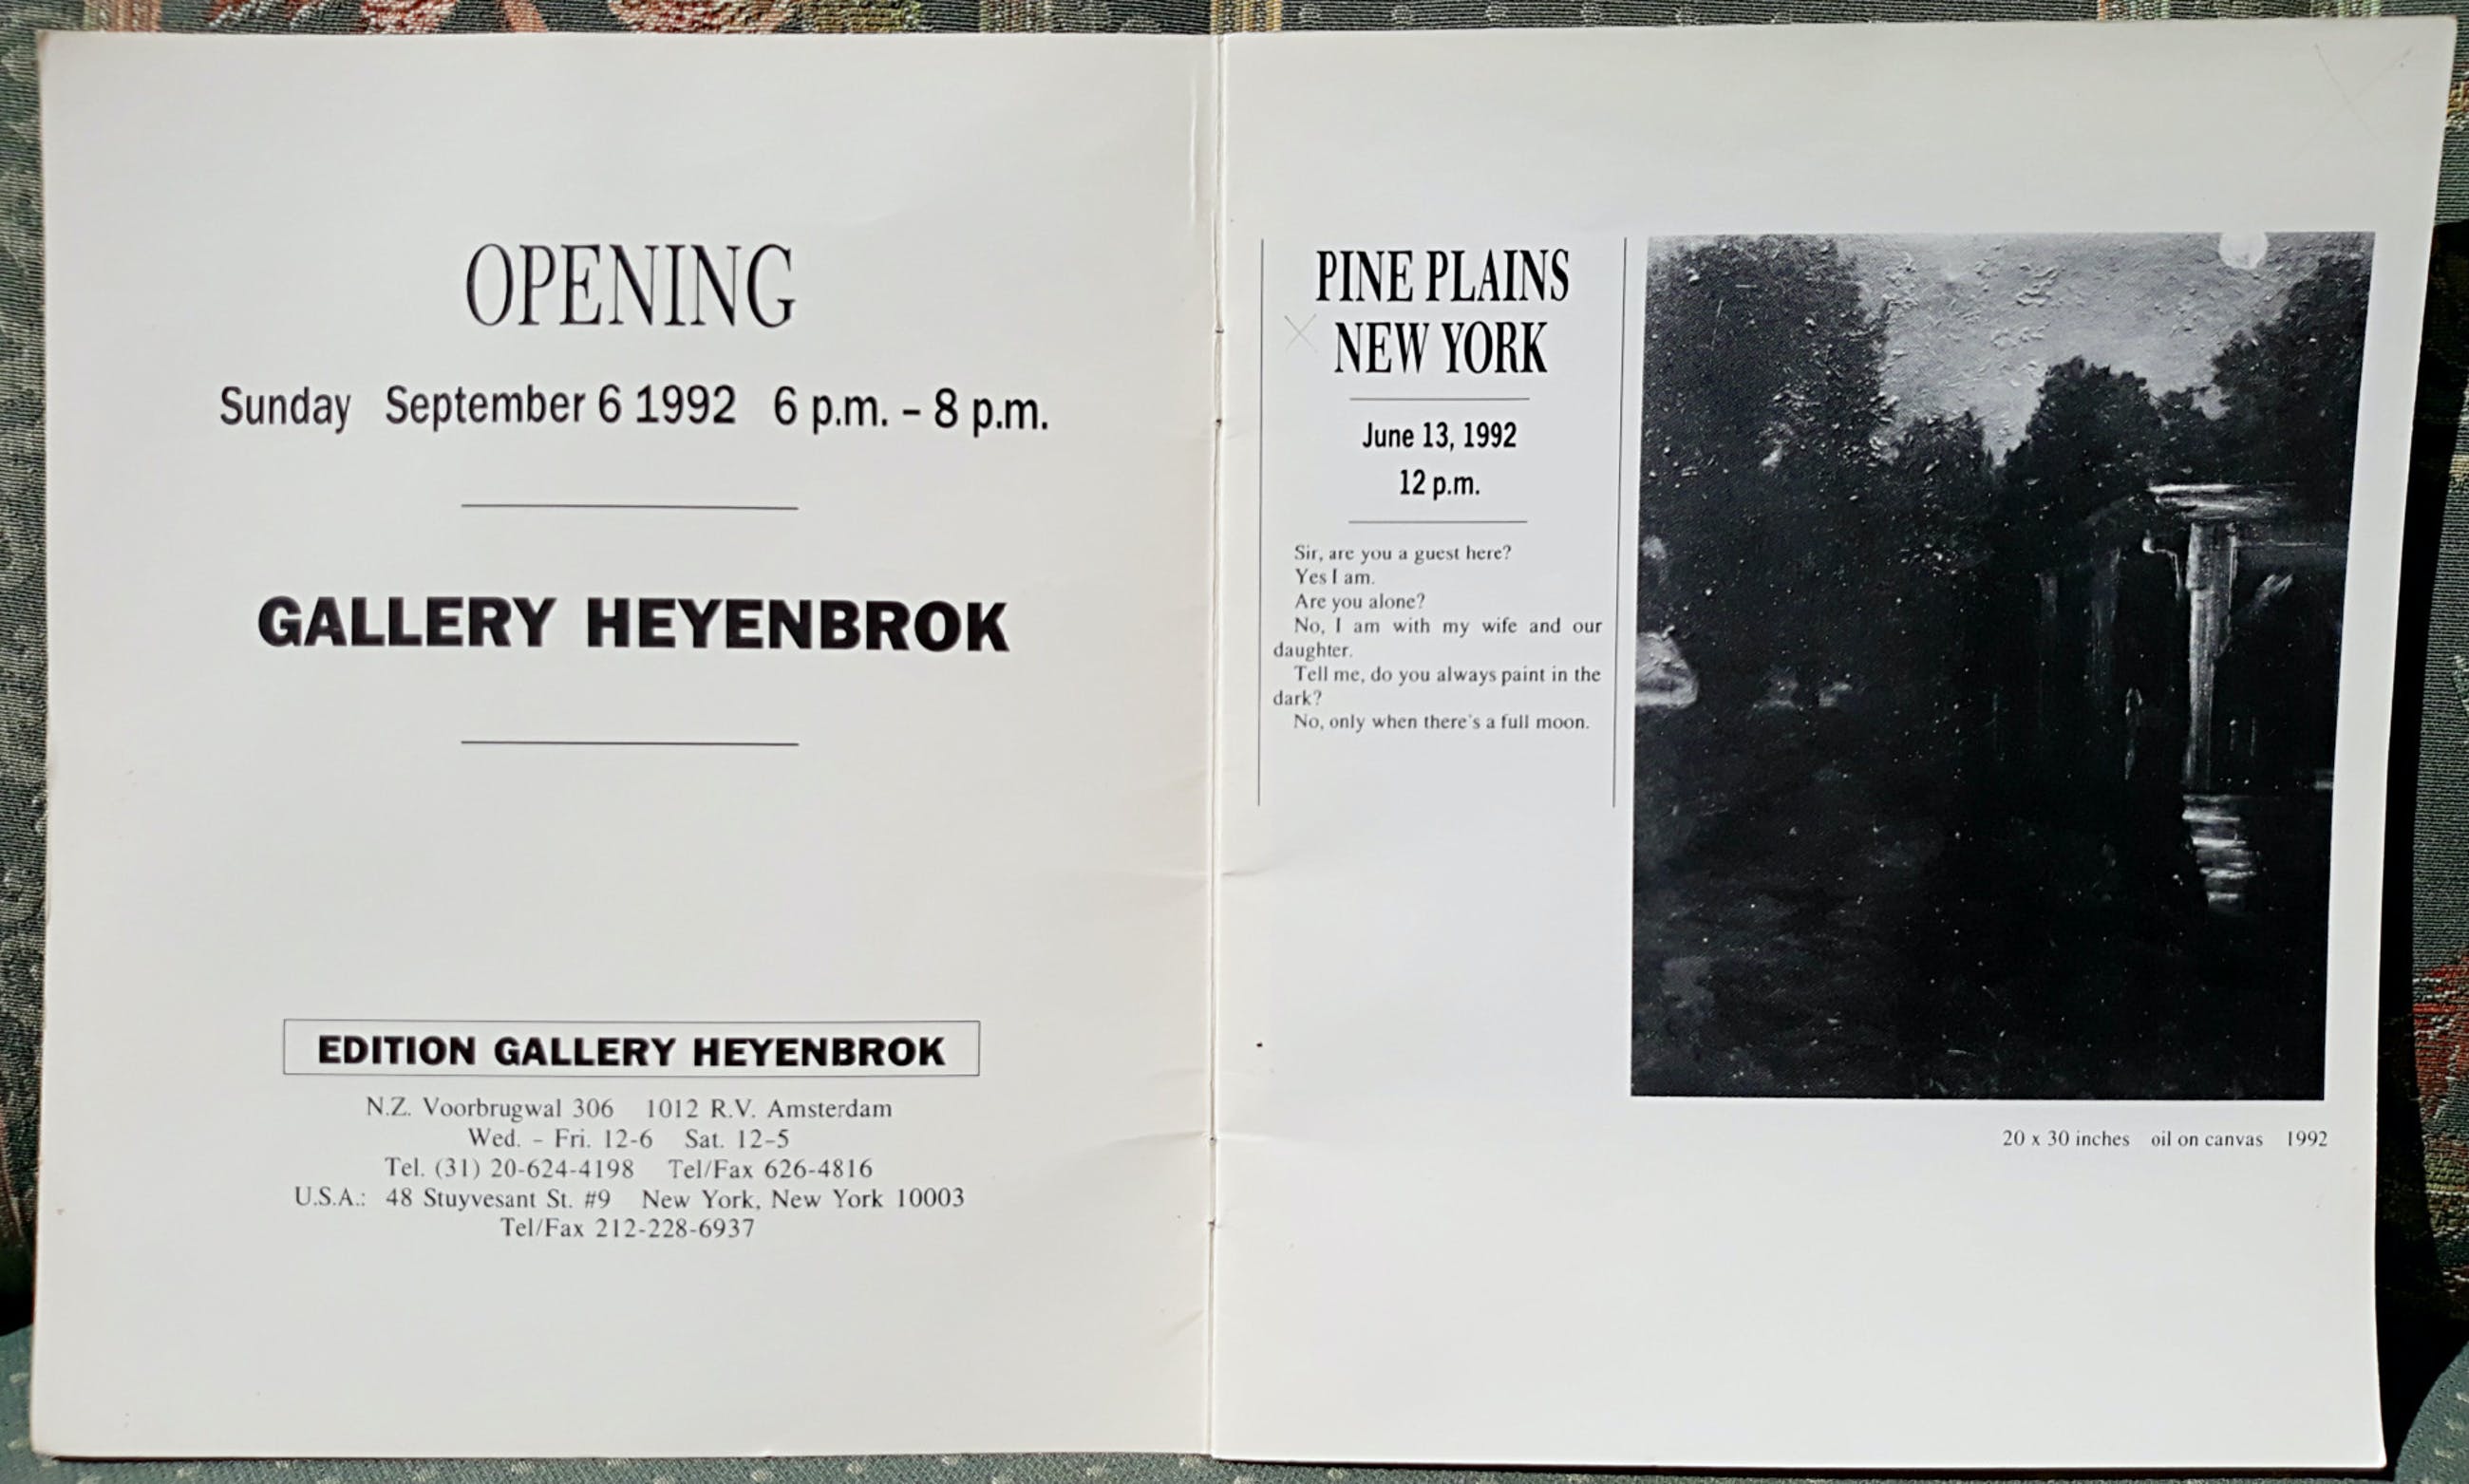 OPENING
Sunday September 6 1992 6 p.m. – 8 p.m.
GALLERY HEYENBROK
EDITION GALLERY HEYENBROK
N.Z. Voorbrugwal 306 1012 R.V. Amsterdam
Wed. – Fri. 12-6 Sat. 12–5
Tel. (31) 20-624-4198 Tel/Fax 626-4816
U.S.A.: 48 Stuyvesant St. #9 New York, New York 10003
Tel/Fax 212-228-6937
PINE PLAINS
NEW YORK
June 13, 1992
12 p.m.
Sir, are you a guest here?
Yes I am.
Are you alone?
No, I am with my wife and our
daughter.
Tell me, do you always paint in the
dark?
No, only when there's a full moon.
20 x 30 inches oil on canvas 1992